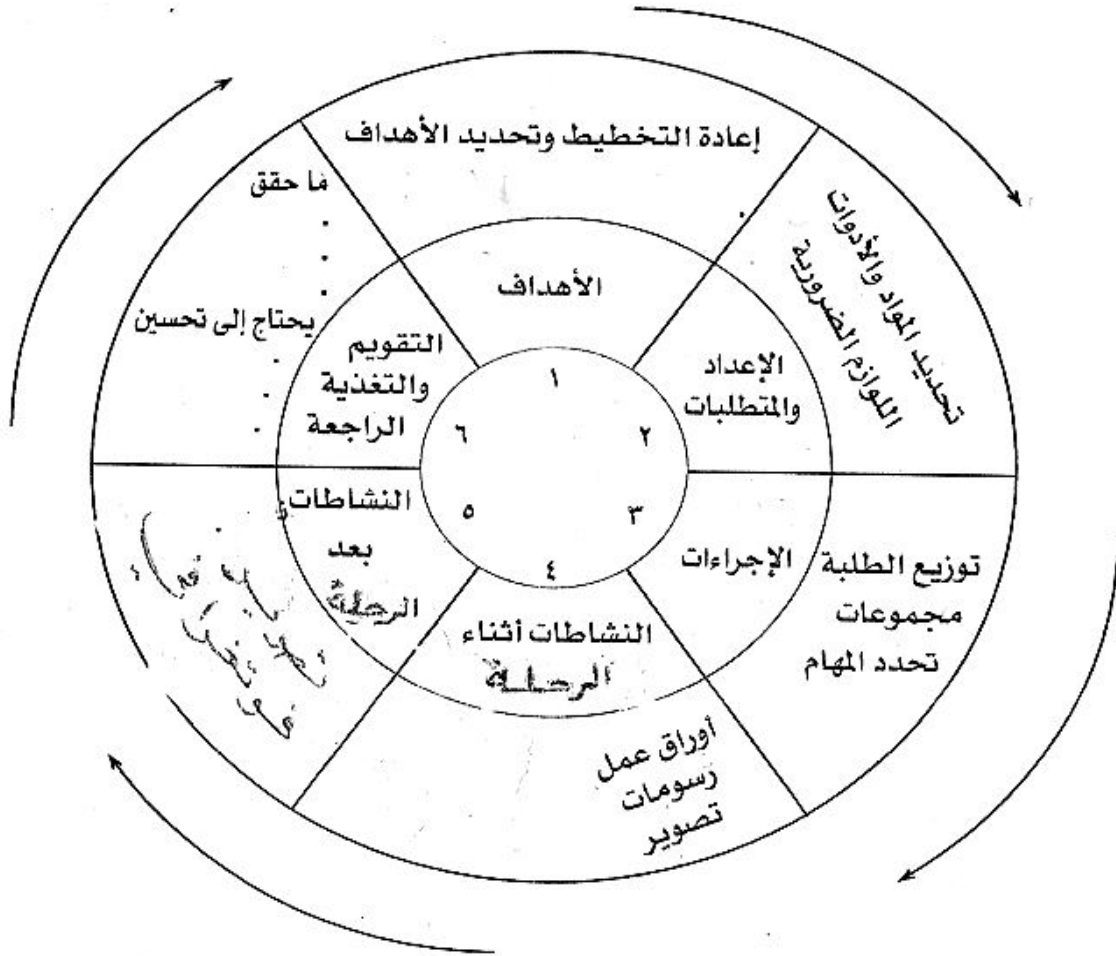 إعادة التخطيط وتحديد الأهداف
الأهداف
١
تحديد المواد والأدوات
اللوازم الضرورية
الإعداد
والمتطلبات
٢
توزيع الطلبة
مجموعات
تحدد المهام
الإجراءات
٣
النشاطات أثناء
الرحلة
٤
أوراق عمل
رسومات
تصوير
النشاطات
بعد
الرحلة
٥
تصوير
فوتغرافي
ما حقق
يحتاج إلى تحسين
التقويم
والتغذية
الراجعة
٦